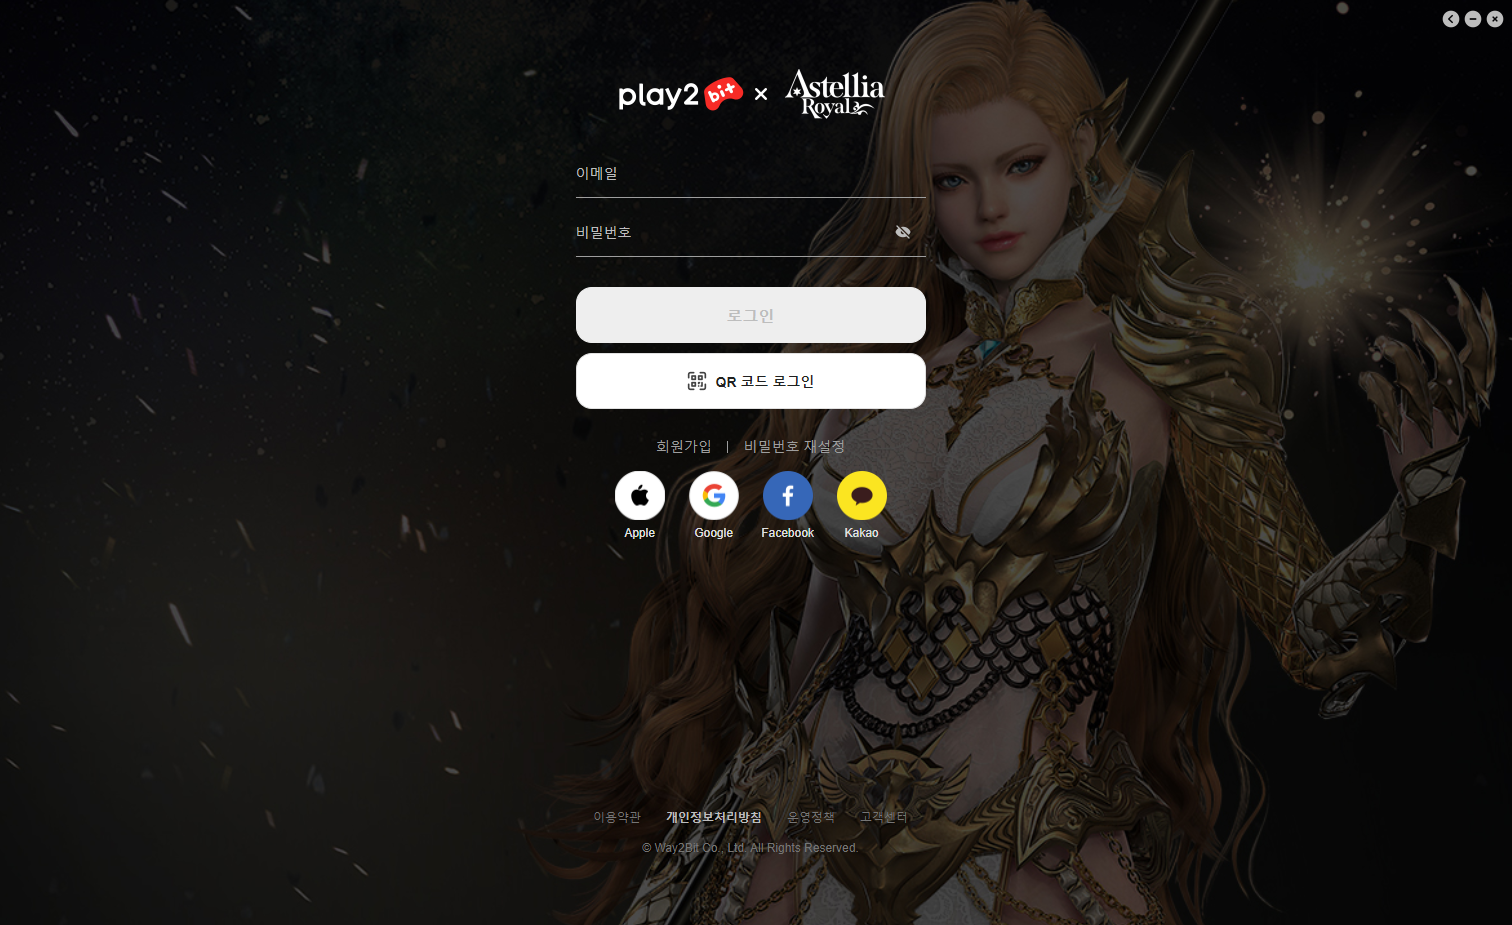 play2 bit × Astellia Royal
이메일
비밀번호
로그인
QR 코드 로그인
회원가입 | 비밀번호 재설정
Apple Google Facebook Kakao
이용약관 개인정보처리방침 운영정책 고객센터
© Way2Bit Co., Ltd. All Rights Reserved.